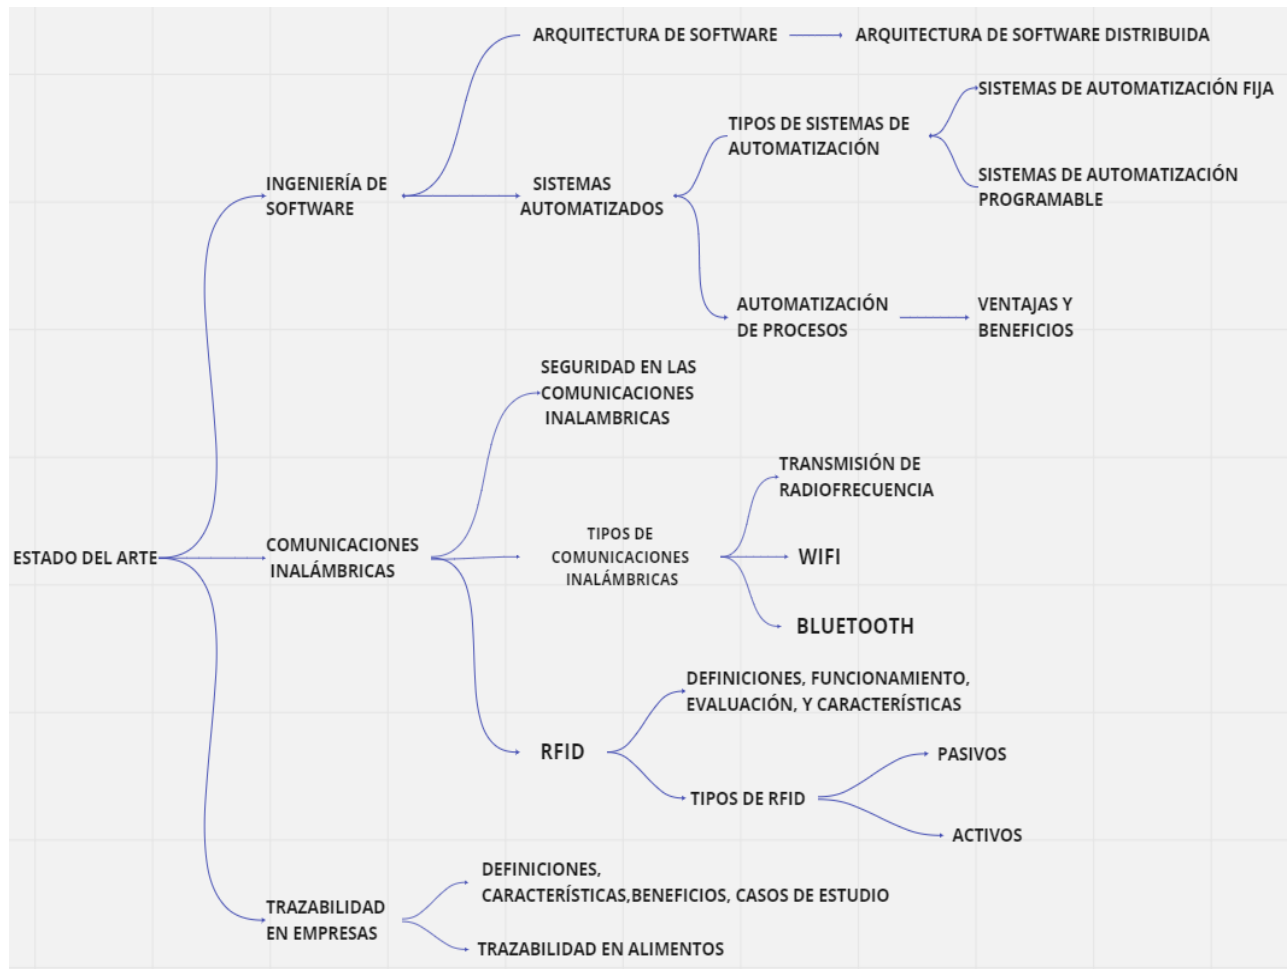 ARQUITECTURA DE SOFTWARE
ARQUITECTURA DE SOFTWARE DISTRIBUIDA
SISTEMAS DE AUTOMATIZACIÓN FIJA
TIPOS DE SISTEMAS DE
AUTOMATIZACIÓN
SISTEMAS DE AUTOMATIZACIÓN
PROGRAMABLE
INGENIERÍA DE
SOFTWARE
SISTEMAS
AUTOMATIZADOS
AUTOMATIZACIÓN
DE PROCESOS
VENTAJAS Y
BENEFICIOS
SEGURIDAD EN LAS
COMUNICACIONES
INALAMBRICAS
TRANSMISIÓN DE
RADIOFRECUENCIA
ESTADO DEL ARTE
COMUNICACIONES
INALÁMBRICAS
TIPOS DE
COMUNICACIONES
INALÁMBRICAS
WIFI
BLUETOOTH
DEFINICIONES, FUNCIONAMIENTO,
EVALUACIÓN, Y CARACTERÍSTICAS
RFID
PASIVOS
TIPOS DE RFID
ACTIVOS
DEFINICIONES,
CARACTERÍSTICAS,BENEFICIOS, CASOS DE ESTUDIO
TRAZABILIDAD
EN EMPRESAS
TRAZABILIDAD EN ALIMENTOS